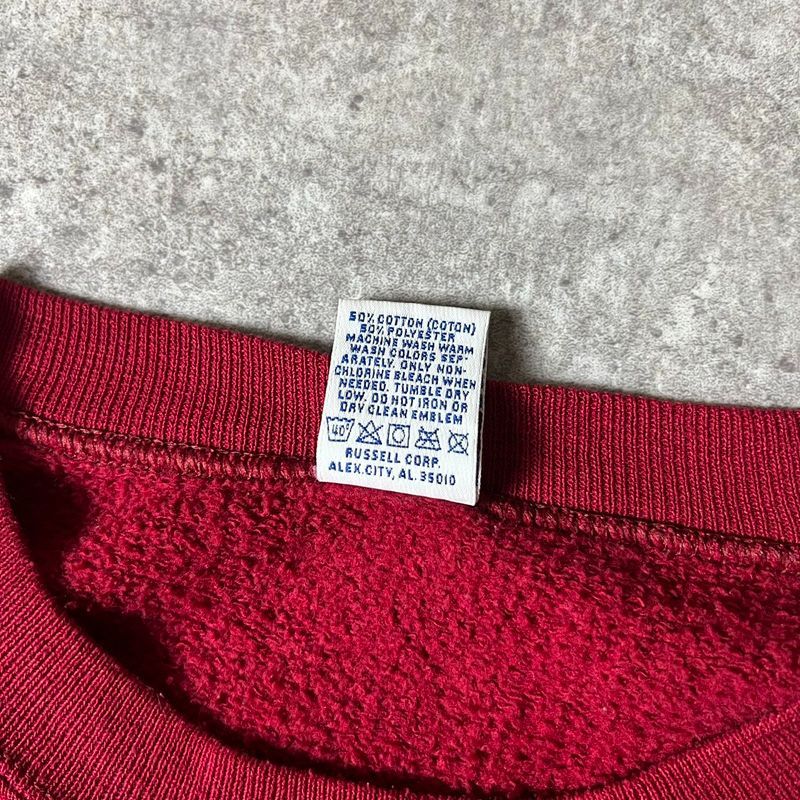 50% COTTON (COTON)
50% POLYESTER
MACHINE WASH WARM
WASH COLORS SEP-
ARATELY. ONLY NON-
CHLORINE BLEACH WHEN
NEEDED. TUMBLE DRY
LOW. DO NOT IRON OR
DRY CLEAN EMBLEM
40°
RUSSELL CORP.
ALEX.CITY, AL. 35010